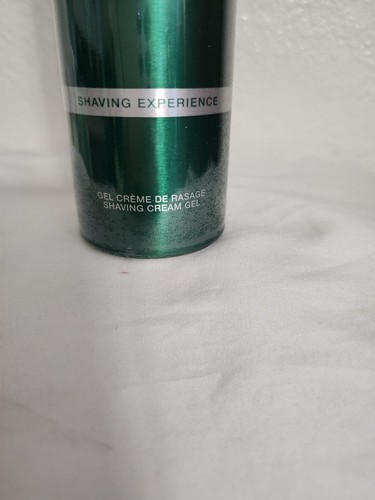 SHAVING EXPERIENCE
GEL CRÈME DE RASAGE
SHAVING CREAM GEL